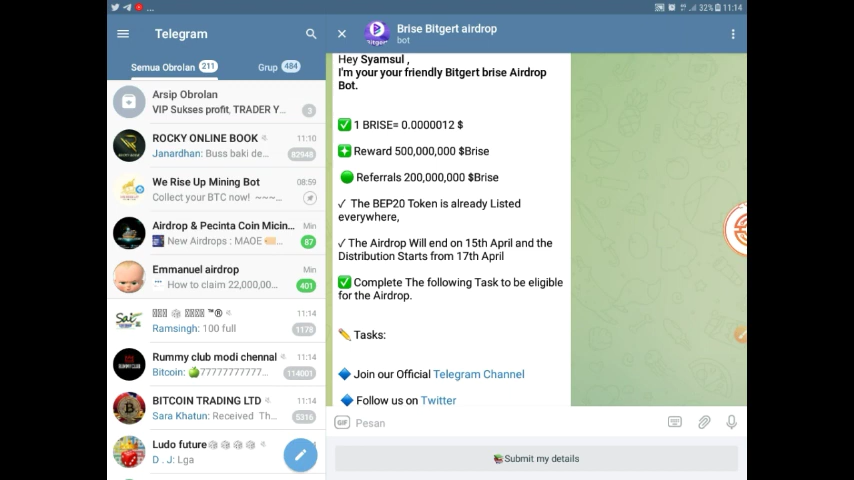 32% 11:14
Telegram
Semua Obrolan 211
Grup 484
Arsip Obrolan
VIP Sukses profit, TRADER Y... 3
ROCKY ONLINE BOOK 11:10
Janardhan: Buss baki de... 82948
We Rise Up Mining Bot 08:59
Collect your BTC now! ~~~...
Airdrop & Pecinta Coin Micin... Min
New Airdrops : MAOE 87
Emmanuel airdrop Min
How to claim 22,000,00... 401
11:14
Ramsingh: 100 full 1178
Rummy club modi chennai 11:14
Bitcoin: 🍏77777777777... 114001
BITCOIN TRADING LTD 11:14
Sara Khatun: Received Th... 5316
Ludo future
D . J: Lga
Brise Bitgert airdrop
bot
Hey Syamsul ,
I'm your your friendly Bitgert brise Airdrop
Bot.
✅ 1 BRISE= 0.0000012 $
Reward 500,000,000 $Brise
🟢 Referrals 200,000,000 $Brise
✓ The BEP20 Token is already Listed
everywhere,
✓ The Airdrop Will end on 15th April and the
Distribution Starts from 17th April
✅ Complete The following Task to be eligible
for the Airdrop.
✏️ Tasks:
🔷 Join our Official Telegram Channel
🔷 Follow us on Twitter
GIF Pesan
📚Submit my details